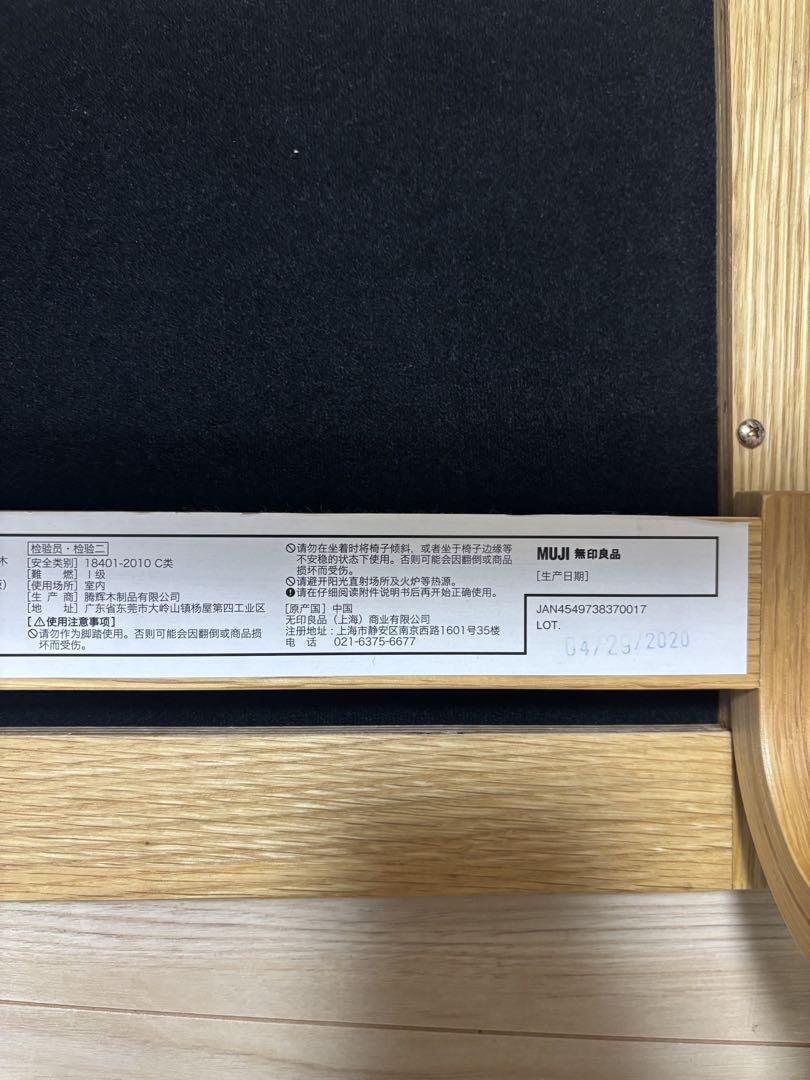 木
检验员・检验二
[安全类别] 18401-2010 C类
[難　燃] Ⅰ级
[使用场所] 室内
[生 产 商] 腾辉木制品有限公司
[地　址] 广东省东莞市大岭山镇杨屋第四工业区
[⚠使用注意事项]
请勿作为脚踏使用。否则可能会因翻倒或商品损
坏而受伤。
请勿在坐着时将椅子倾斜，或者坐于椅子边缘等
不安稳的状态下使用。否则可能会因翻倒或商品
损坏而受伤。
请避开阳光直射场所及火炉等热源。
请在仔细阅读附件说明书后再开始正确使用。
[原产国] 中国
无印良品（上海）商业有限公司
注册地址：上海市静安区南京西路1601号35楼
电　话　021-6375-6677
MUJI 無印良品
[生产日期]
JAN4549738370017
LOT.
04/29/2020